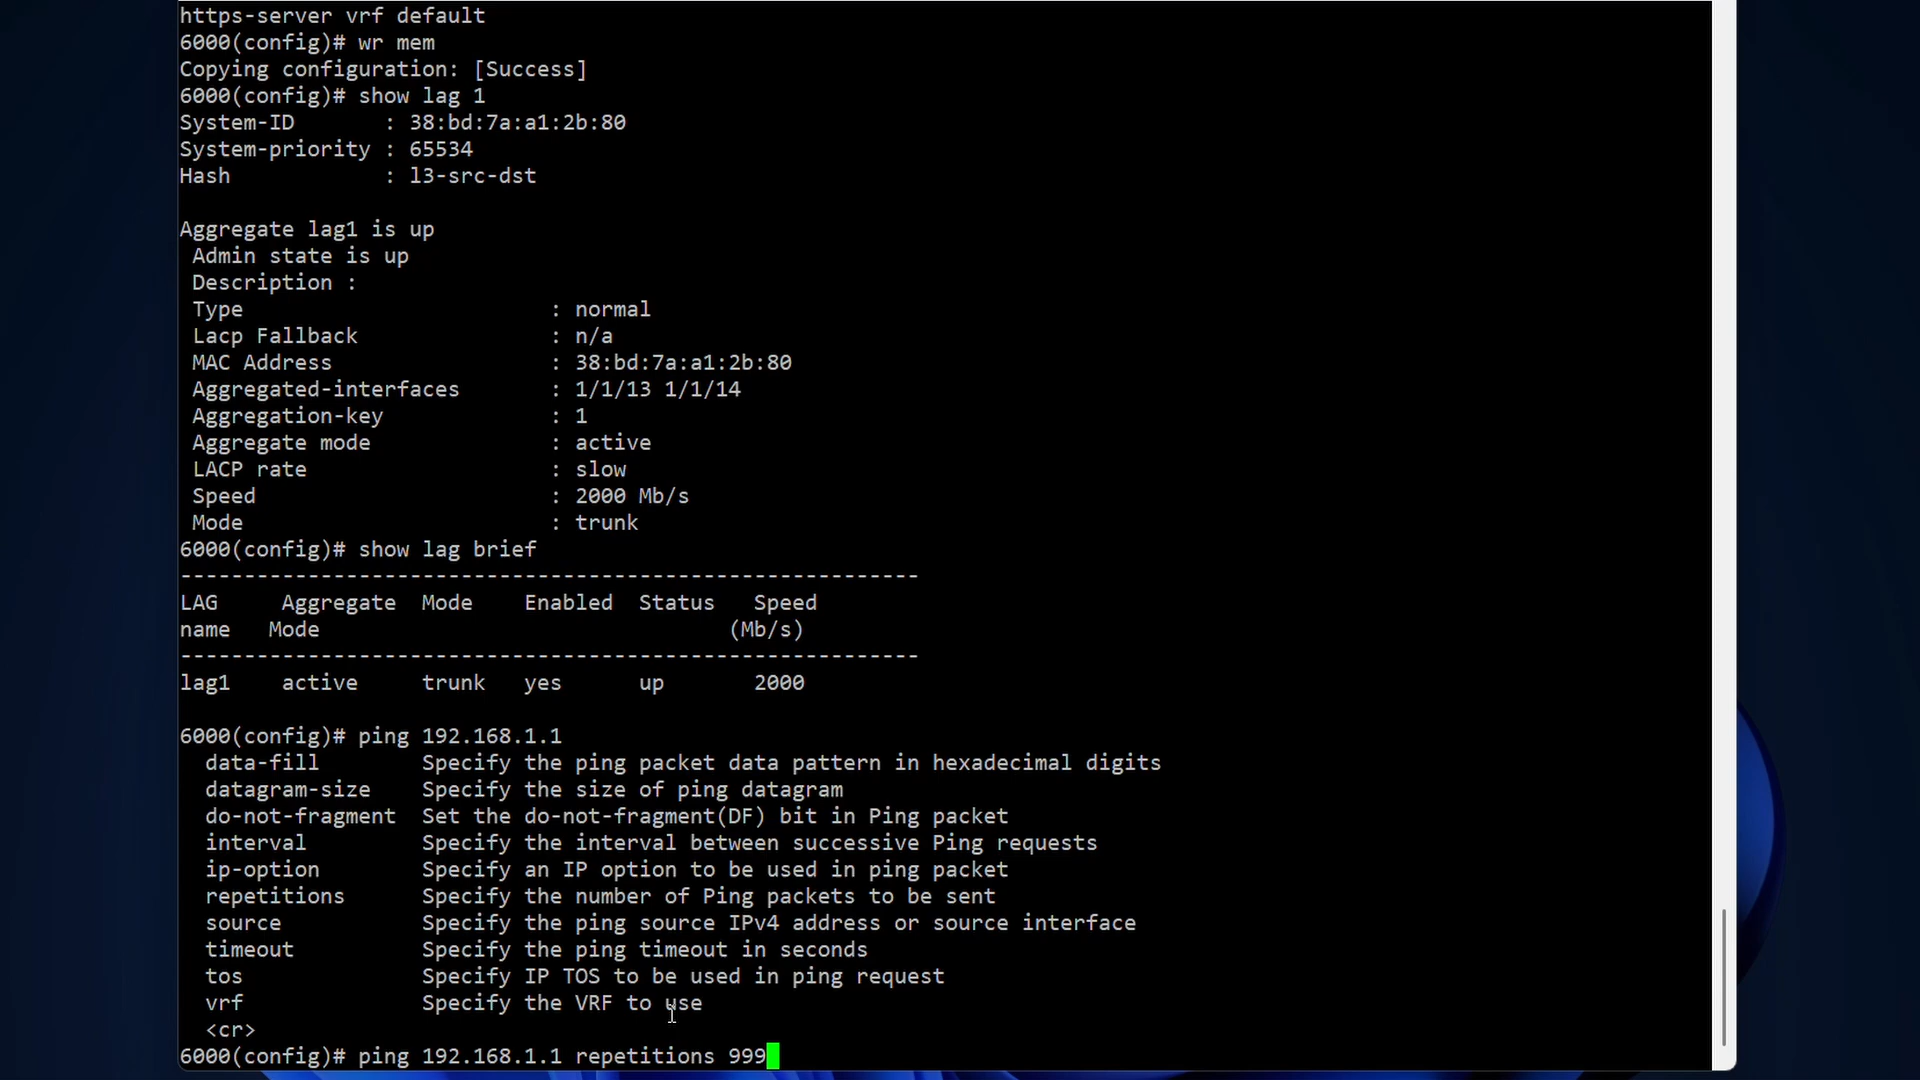 https-server vrf default
6000(config)# wr mem
Copying configuration: [Success]
6000(config)# show lag 1
System-ID       : 38:bd:7a:a1:2b:80
System-priority : 65534
Hash            : l3-src-dst
Aggregate lag1 is up
 Admin state is up
 Description :
 Type                       : normal
 Lacp Fallback              : n/a
 MAC Address                : 38:bd:7a:a1:2b:80
 Aggregated-interfaces      : 1/1/13 1/1/14
 Aggregation-key            : 1
 Aggregate mode             : active
 LACP rate                  : slow
 Speed                      : 2000 Mb/s
 Mode                       : trunk
6000(config)# show lag brief
----------------------------------------------------------
LAG     Aggregate  Mode    Enabled  Status   Speed
name   Mode                                (Mb/s)
----------------------------------------------------------
lag1    active     trunk   yes      up       2000
6000(config)# ping 192.168.1.1
  data-fill        Specify the ping packet data pattern in hexadecimal digits
  datagram-size    Specify the size of ping datagram
  do-not-fragment  Set the do-not-fragment(DF) bit in Ping packet
  interval         Specify the interval between successive Ping requests
  ip-option        Specify an IP option to be used in ping packet
  repetitions      Specify the number of Ping packets to be sent
  source           Specify the ping source IPv4 address or source interface
  timeout          Specify the ping timeout in seconds
  tos              Specify IP TOS to be used in ping request
  vrf              Specify the VRF to use
  <cr>
6000(config)# ping 192.168.1.1 repetitions 999